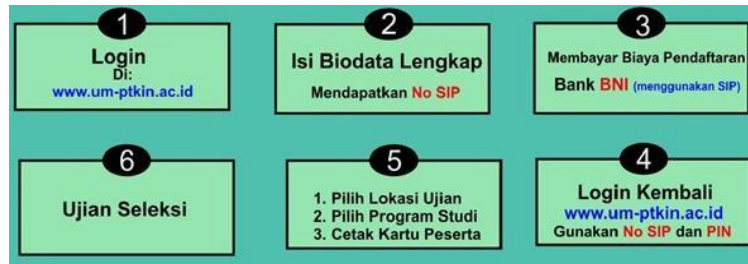 1
Login
Di:
www.um-ptkin.ac.id
2
Isi Biodata Lengkap
Mendapatkan No SIP
3
Membayar Biaya Pendaftaran
Bank BNI (menggunakan SIP)
4
Login Kembali
www.um-ptkin.ac.id
Gunakan No SIP dan PIN
5
1. Pilih Lokasi Ujian
2. Pilih Program Studi
3. Cetak Kartu Peserta
6
Ujian Seleksi